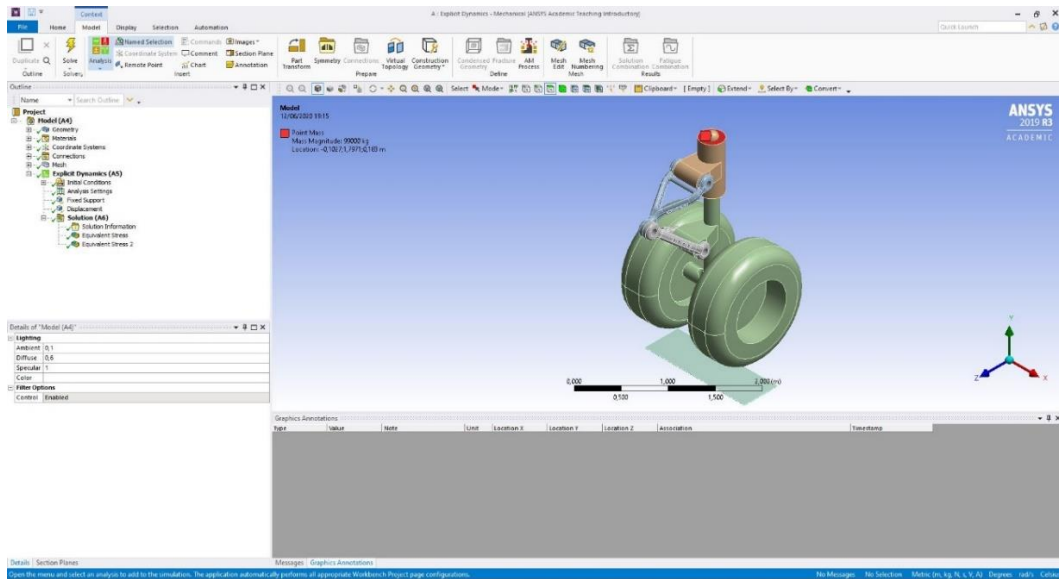 Context
A : Explicit Dynamics - Mechanical [ANSYS Academic Teaching Introductory]
File Home Model Display Selection Automation
Quick Launch
Duplicate
Outline
Solve
Solver
Analysis
Named Selection
Coordinate System
Remote Point
Commands
Comment
Chart
Images
Section Plane
Annotation
Insert
Part Transform
Symmetry
Connections
Virtual Topology
Construction Geometry
Prepare
Condensed Geometry
Fracture
AM Process
Define
Mesh Edit
Mesh Numbering
Mesh
Solution Combination
Fatigue Combination
Results
Outline
Name Search Outline
Select Mode Clipboard [Empty] Extend Select By Convert
Project
Model (A4)
Geometry
Materials
Coordinate Systems
Connections
Mesh
Explicit Dynamics (A5)
Initial Conditions
Analysis Settings
Fixed Support
Displacement
Solution (A6)
Solution Information
Equivalent Stress
Equivalent Stress 2
Model
Point Mass
Mass Magnitude: 99000 kg
ANSYS
2019 R3
ACADEMIC
Details of "Model (A4)"
Lighting
Ambient 0,1
Diffuse 0,6
Specular 1
Color
Filter Options
Control Enabled
0,000 1,000 2,000 (m)
0,500 1,500
Y
Z X
Graphics Annotations
Type Value Note Unit Location X Location Y Location Z Association Timestamp
Details Section Planes
Messages Graphics Annotations
Open the menu and select an analysis to add to the simulation. The application automatically performs all appropriate Workbench Project page configurations.
No Messages No Selection Metric (m, kg, N, s, V, A) Degrees rad/s Celsius